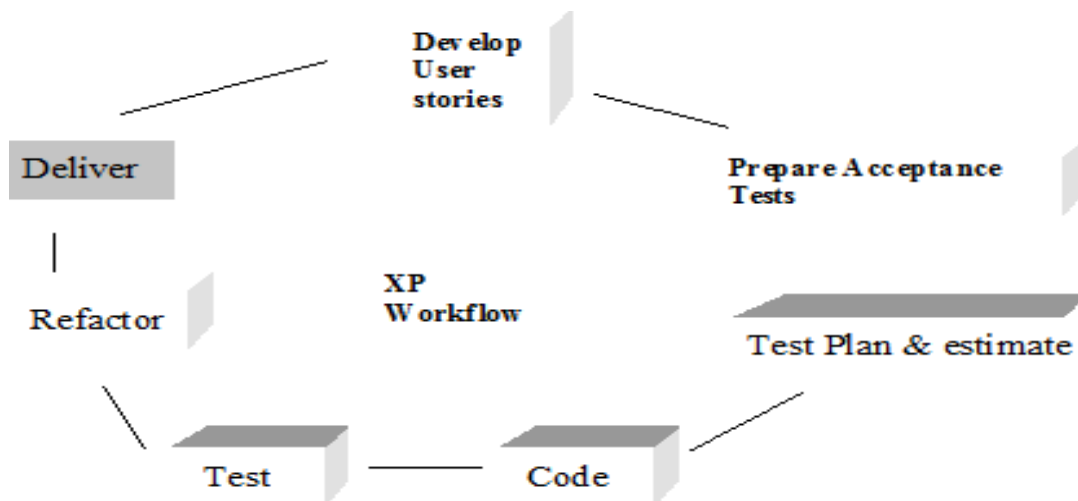 Develop
User
stories
Deliver
Prepare Acceptance
Tests
XP
Workflow
Refactor
Test Plan & estimate
Test
Code